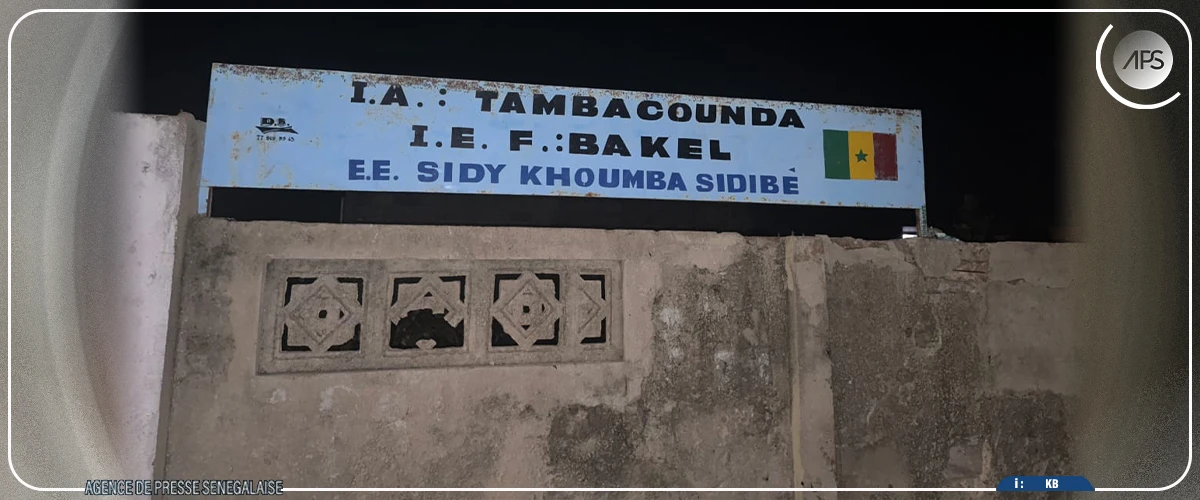 APS
I.A.: TAMBACOUNDA
I.E. F.:BAKEL
E.E. SIDY KHOUMBA SIDIBÉ
D.S.
AGENCE DE PRESSE SENEGALAISE
i: KB